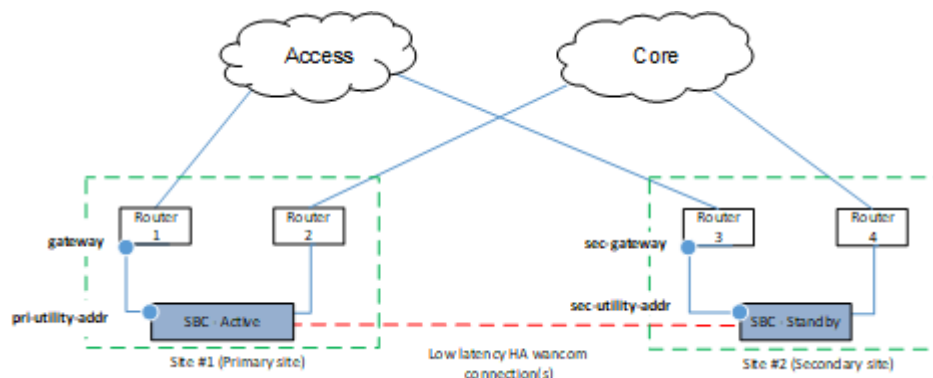 Access
Core
Router
1
Router
2
Router
3
Router
4
gateway
sec-gateway
pri-utility-addr
sec-utility-addr
SBC - Active
SBC - Standby
Site #1 (Primary site)
Low latency HA wancom
connection(s)
Site #2 (Secondary site)